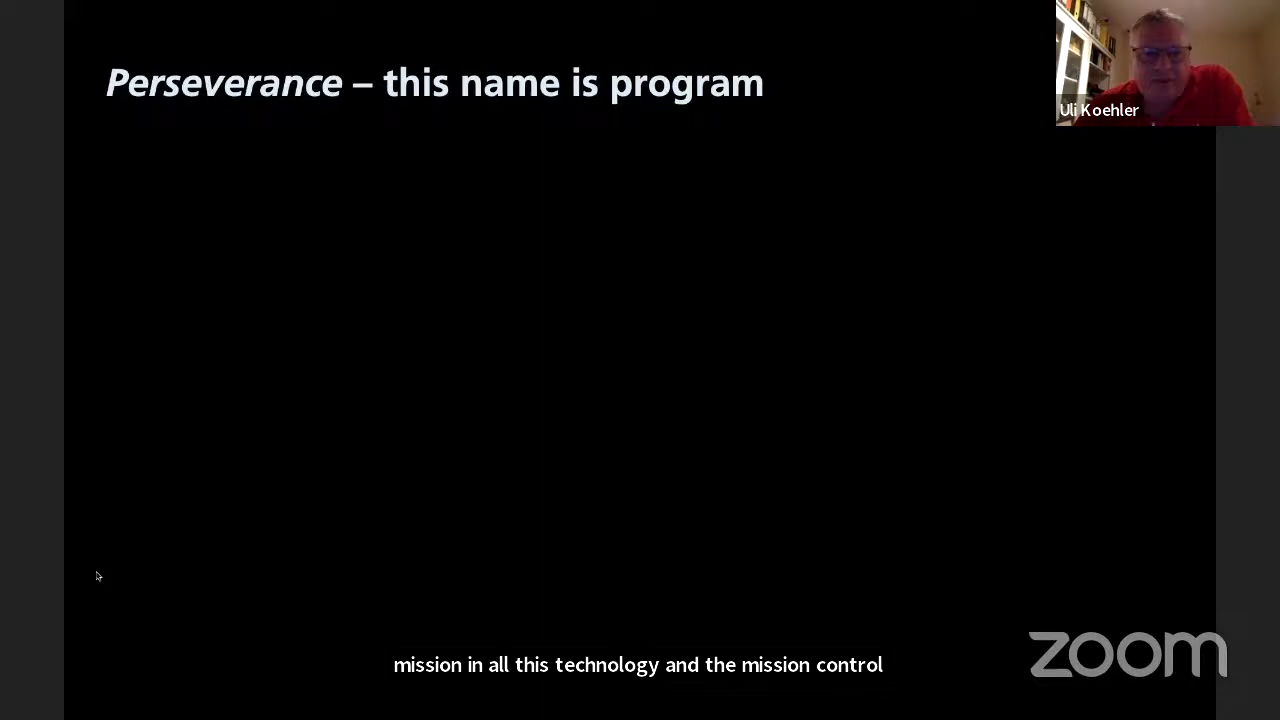 Perseverance – this name is program
Uli Koehler
mission in all this technology and the mission control
zoom